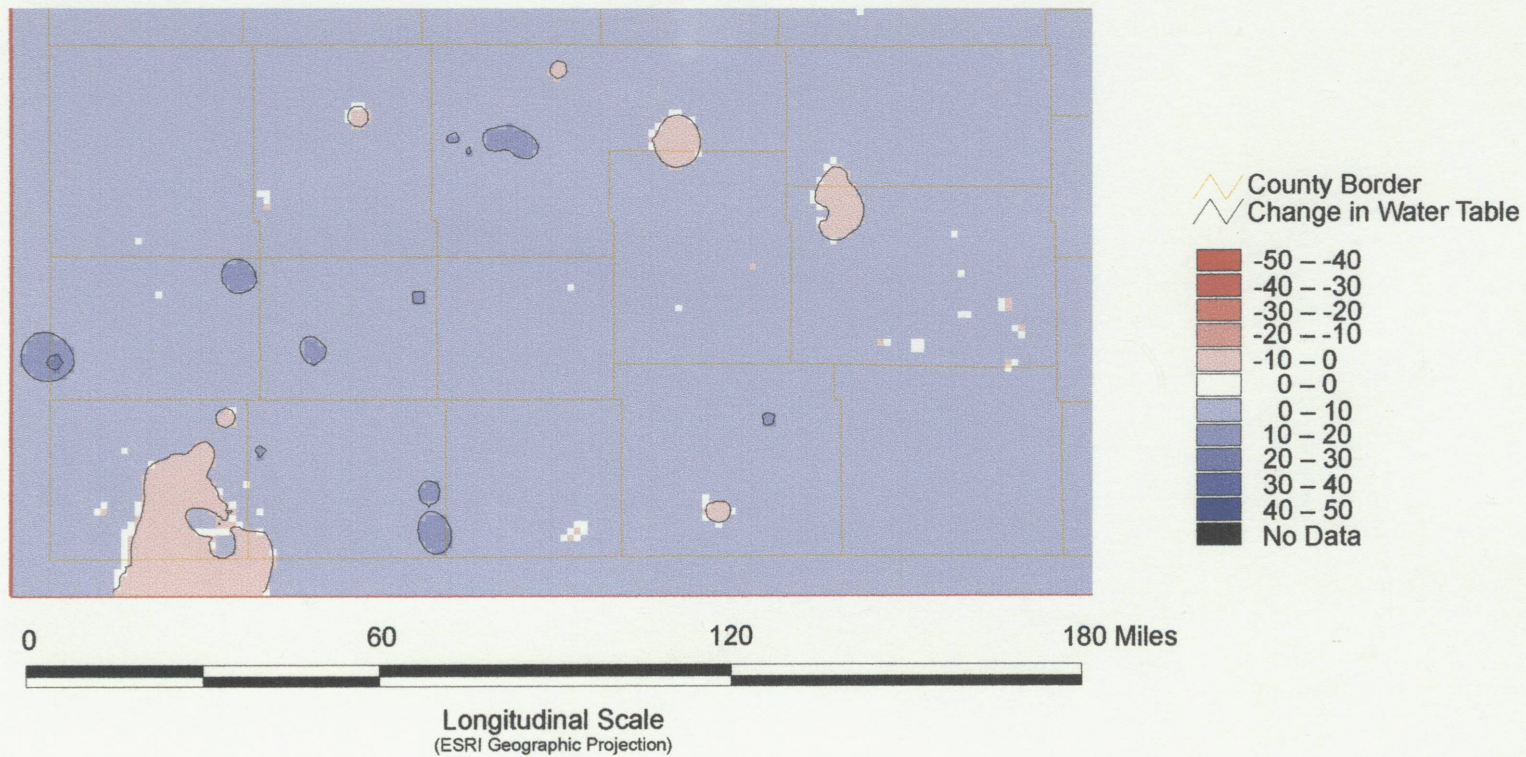 County Border
Change in Water Table
-50 – -40
-40 – -30
-30 – -20
-20 – -10
-10 – 0
0 – 0
0 – 10
10 – 20
20 – 30
30 – 40
40 – 50
No Data
0 60 120 180 Miles
Longitudinal Scale
(ESRI Geographic Projection)